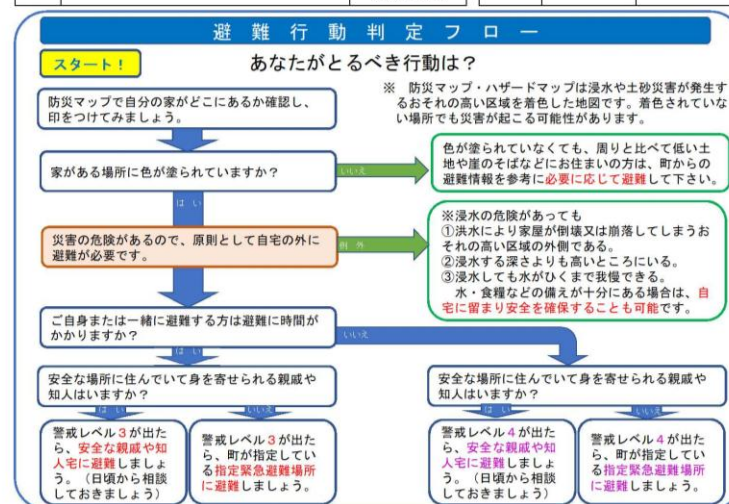 避難行動判定フロー
スタート！
あなたがとるべき行動は？
防災マップで自分の家がどこにあるか確認し、
印をつけてみましょう。
※　防災マップ・ハザードマップは浸水や土砂災害が発生す
るおそれの高い区域を着色した地図です。着色されていな
い場所でも災害が起こる可能性があります。
家がある場所に色が塗られていますか？
いいえ
色が塗られていなくても、周りと比べて低い土
地や崖のそばなどにお住まいの方は、町からの
避難情報を参考に必要に応じて避難して下さい。
はい
災害の危険があるので、原則として自宅の外に
避難が必要です。
例外
※浸水の危険があっても
①洪水により家屋が倒壊又は崩落してしまうお
それの高い区域の外側である。
②浸水する深さよりも高いところにいる。
③浸水しても水がひくまで我慢できる。
水・食糧などの備えが十分にある場合は、自
宅に留まり安全を確保することも可能です。
ご自身または一緒に避難する方は避難に時間が
かかりますか？
いいえ
はい
安全な場所に住んでいて身を寄せられる親戚や
知人はいますか？
はい
いいえ
警戒レベル３が出た
ら、安全な親戚や知
人宅に避難しましょ
う。（日頃から相談
しておきましょう）
警戒レベル３が出た
ら、町が指定してい
る指定緊急避難場所
に避難しましょう。
安全な場所に住んでいて身を寄せられる親戚や
知人はいますか？
はい
いいえ
警戒レベル４が出た
ら、安全な親戚や知
人宅に避難しましょ
う。（日頃から相談
しておきましょう）
警戒レベル４が出た
ら、町が指定してい
る指定緊急避難場所
に避難しましょう。